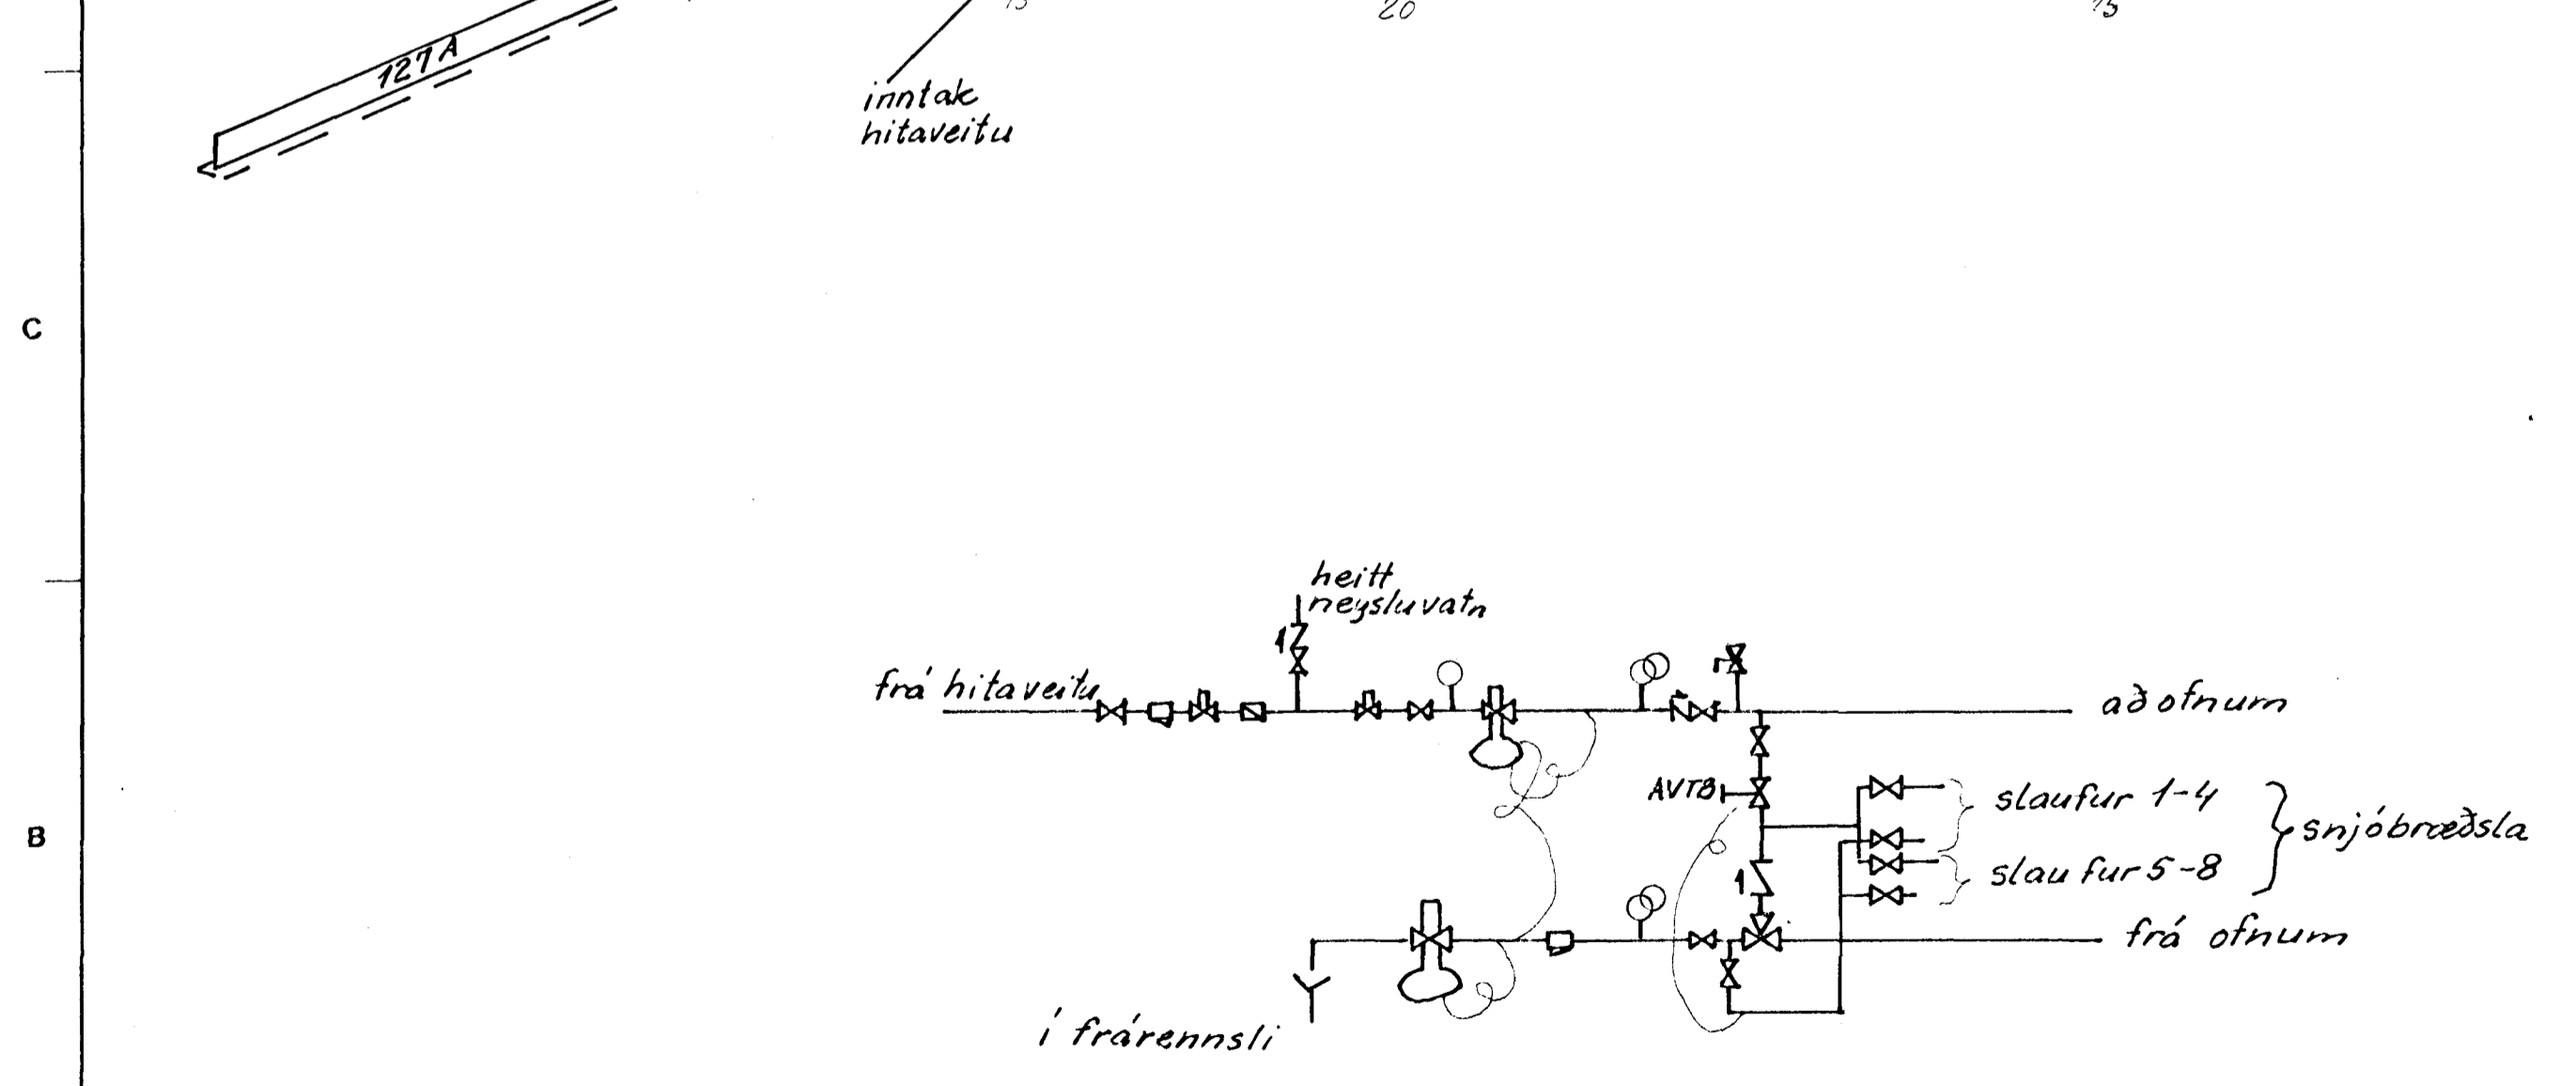 20
127A
inntak
hitaveitu
C
heitt
neysluvatn
1
frá hitaveitu
að ofnum
AVTB
slaufur 1-4
snjóbræðsla
B
slaufur 5-8
1
frá ofnum
í frárennsli